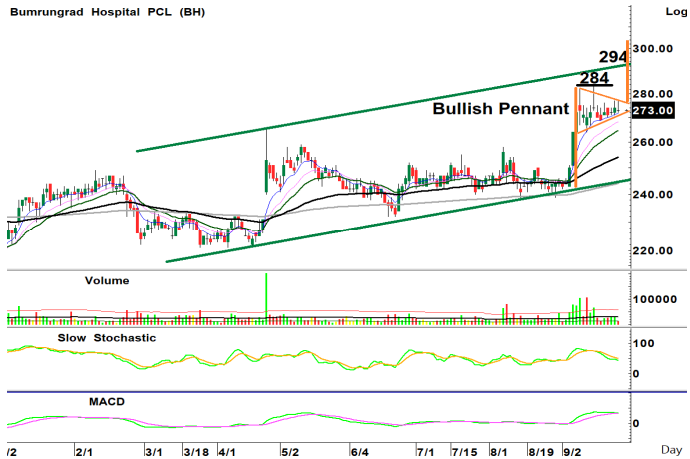 Bumrungrad Hospital PCL (BH) Log
300.00
294
284
280.00
Bullish Pennant
273.00
260.00
240.00
220.00
Volume
100000
Slow Stochastic
100
0
MACD
0
/2 2/1 3/1 3/18 4/1 5/2 6/4 7/1 7/15 8/1 8/19 9/2 Day